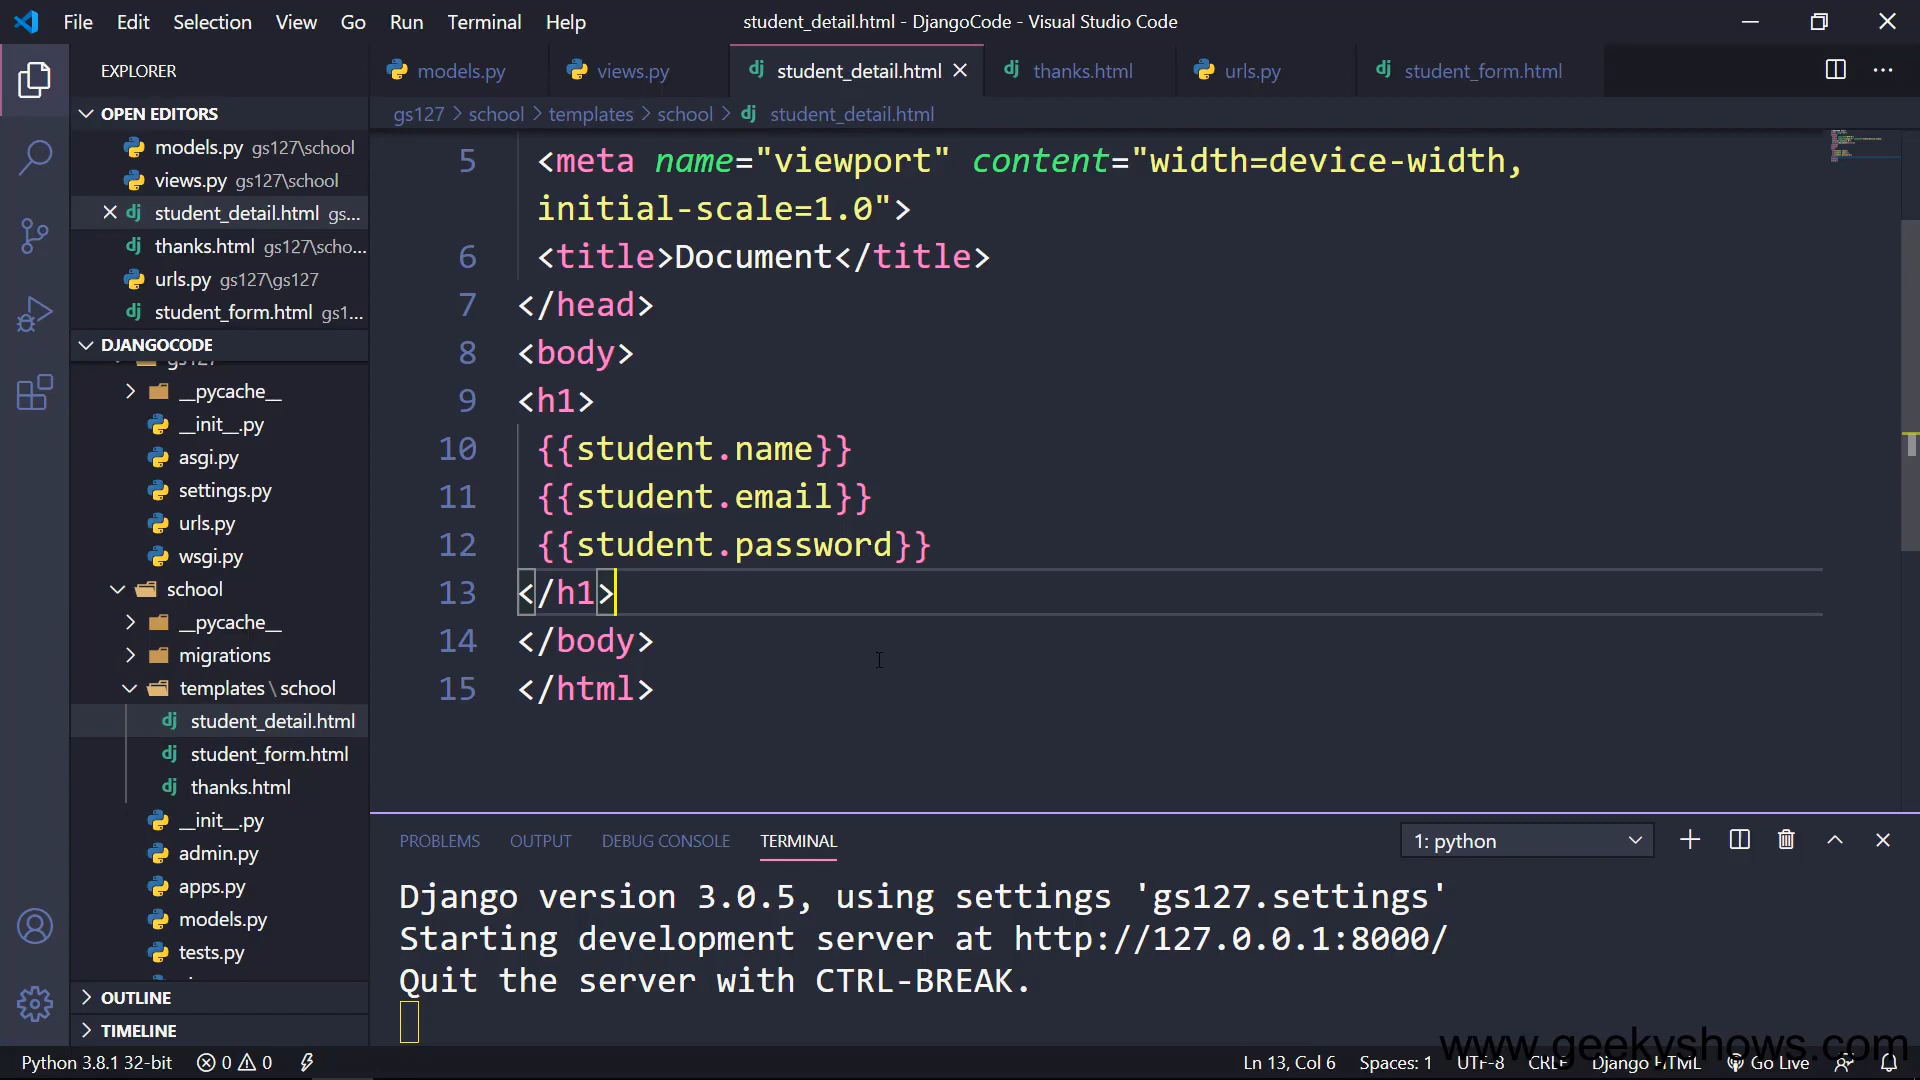 File Edit Selection View Go Run Terminal Help student_detail.html - DjangoCode - Visual Studio Code
EXPLORER
OPEN EDITORS
models.py gs127\school
views.py gs127\school
student_detail.html gs...
thanks.html gs127\scho...
urls.py gs127\gs127
student_form.html gs1...
DJANGOCODE
gs127
__pycache__
__init__.py
asgi.py
settings.py
urls.py
wsgi.py
school
__pycache__
migrations
templates\school
student_detail.html
student_form.html
thanks.html
__init__.py
admin.py
apps.py
models.py
tests.py
OUTLINE
TIMELINE
models.py views.py student_detail.html thanks.html urls.py student_form.html
gs127 > school > templates > school > student_detail.html
5 <meta name="viewport" content="width=device-width,
initial-scale=1.0">
6 <title>Document</title>
7 </head>
8 <body>
9 <h1>
10 {{student.name}}
11 {{student.email}}
12 {{student.password}}
13 </h1>
14 </body>
15 </html>
PROBLEMS OUTPUT DEBUG CONSOLE TERMINAL 1: python
Django version 3.0.5, using settings 'gs127.settings'
Starting development server at http://127.0.0.1:8000/
Quit the server with CTRL-BREAK.
www.geekyshows.com
Python 3.8.1 32-bit 0 0 Ln 13, Col 6 Spaces: 1 UTF-8 CRLF Django HTML Go Live